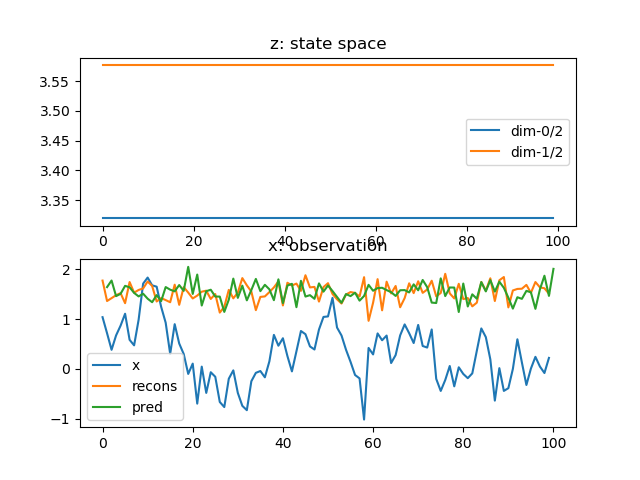 z: state space
3.55
3.50
3.45
3.40
3.35
dim-0/2
dim-1/2
0 20 40 60 80 100
x: observation
2
1
0
−1
x
recons
pred
0 20 40 60 80 100